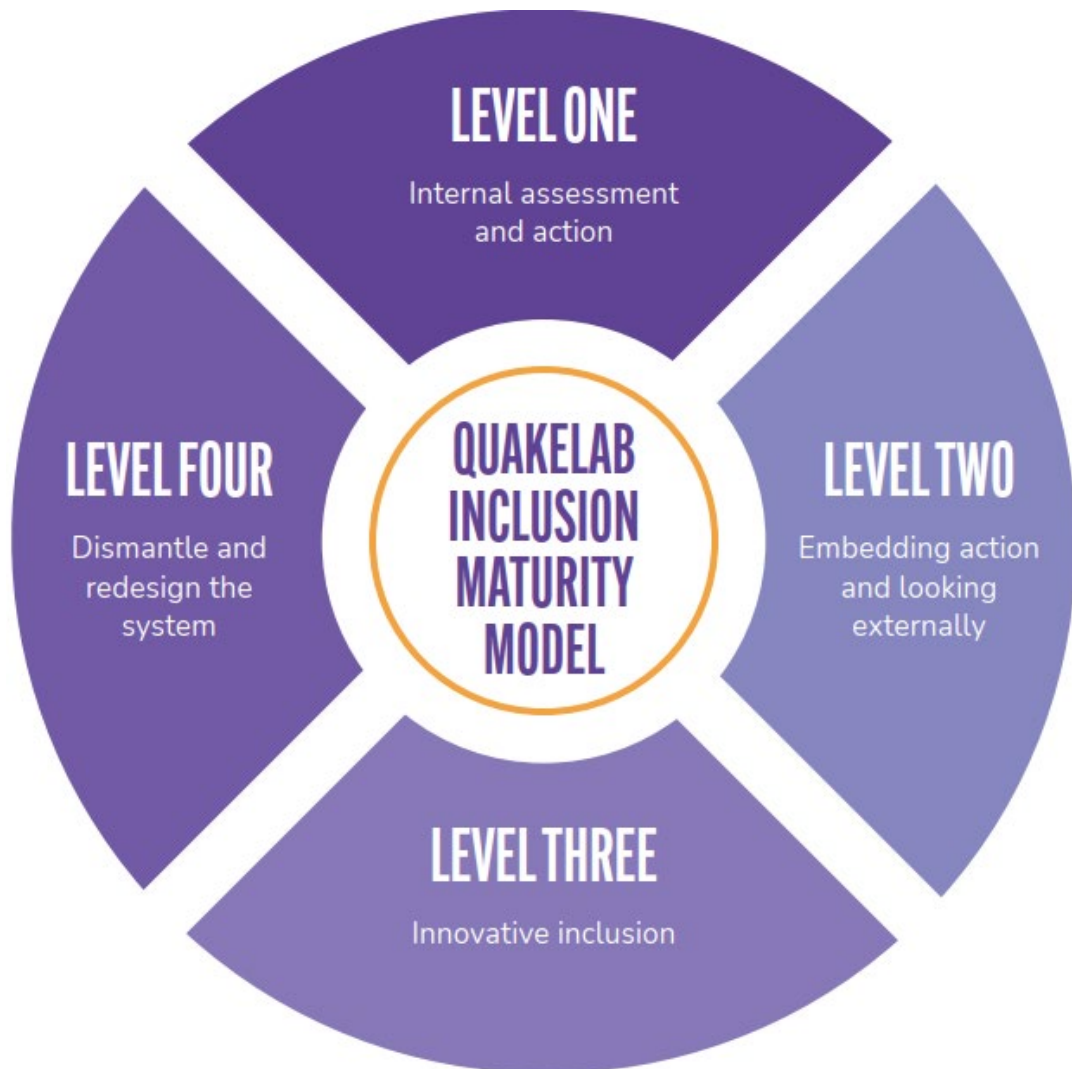 LEVEL ONE
Internal assessment
and action
LEVEL TWO
Embedding action
and looking
externally
LEVEL THREE
Innovative inclusion
LEVEL FOUR
Dismantle and
redesign the
system
QUAKELAB
INCLUSION
MATURITY
MODEL